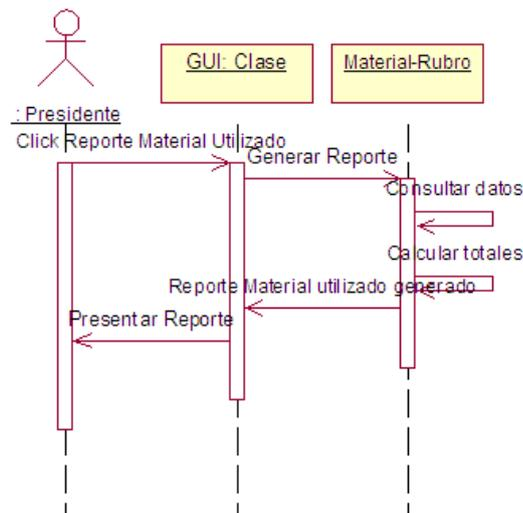 GUI: Clase
Material-Rubro
: Presidente
Click Reporte Material Utilizado
Generar Reporte
Consultar datos
Calcular totales
Reporte Material utilizado generado
Presentar Reporte